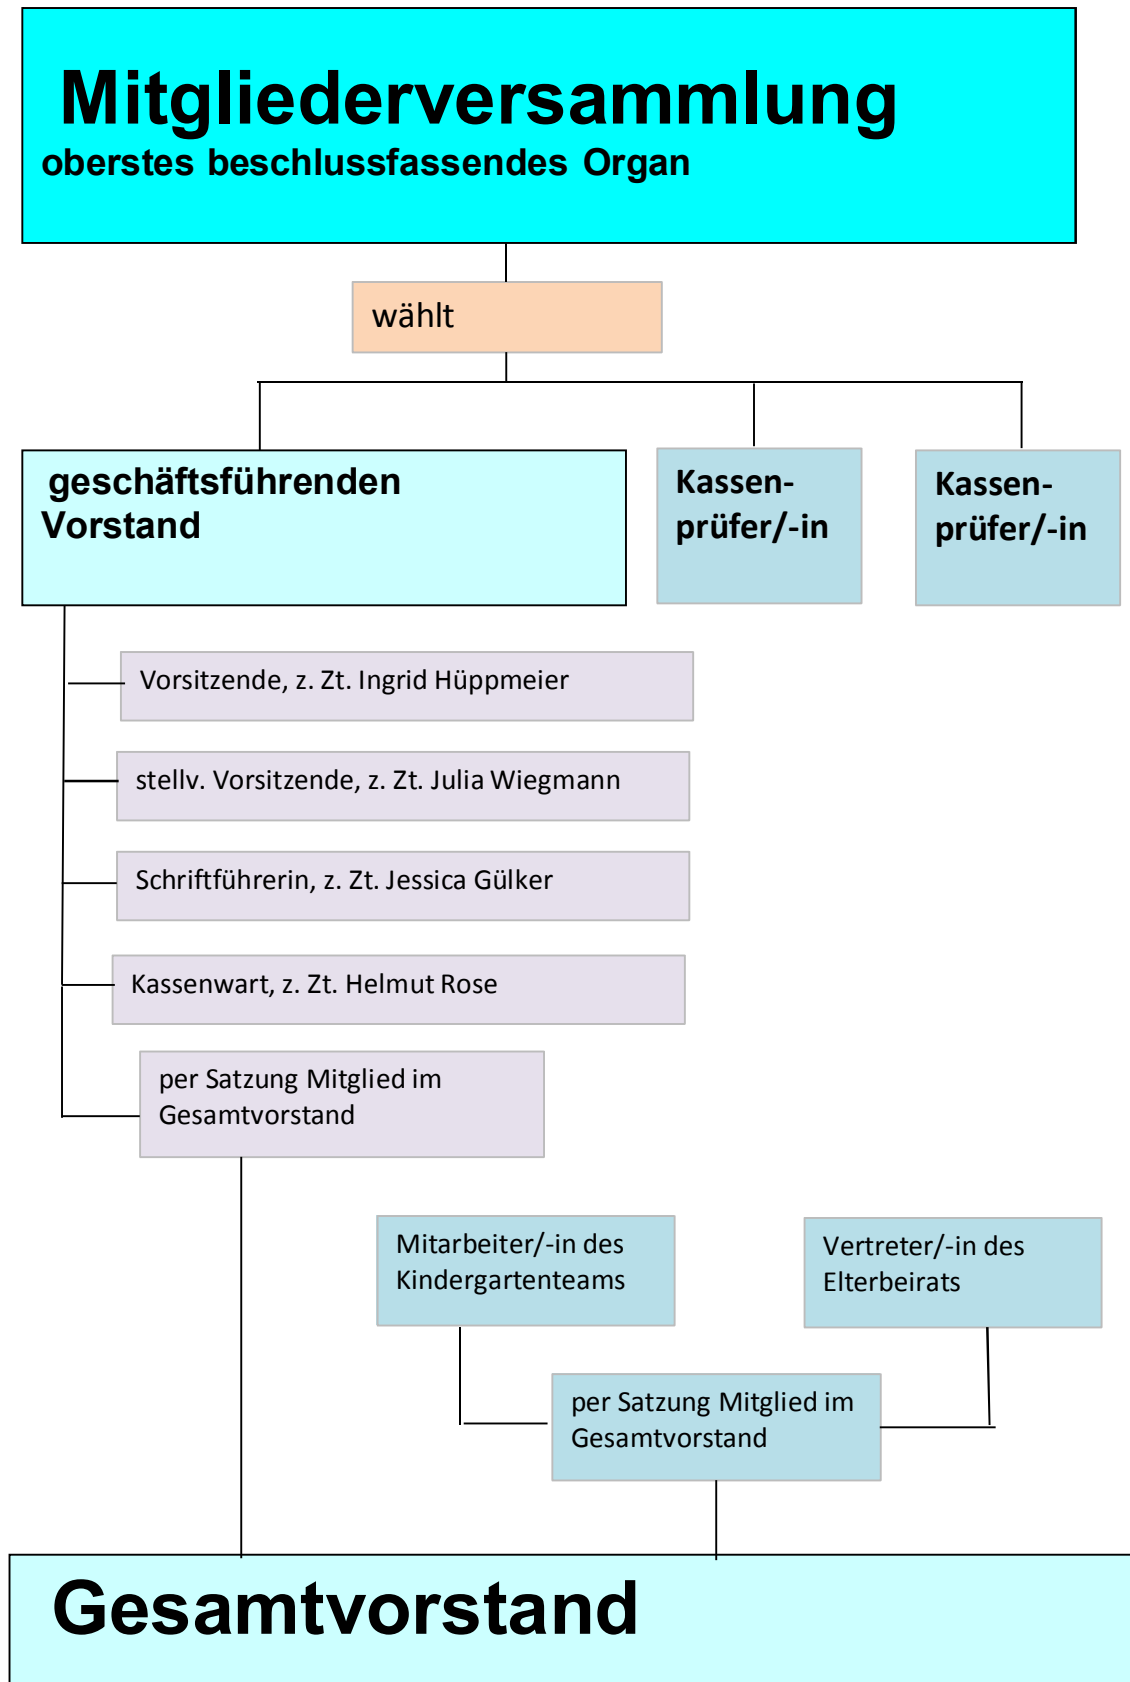 Mitgliederversammlung
oberstes beschlussfassendes Organ
wählt
geschäftsführenden
Vorstand
Kassen-
prüfer/-in
Kassen-
prüfer/-in
Vorsitzende, z. Zt. Ingrid Hüppmeier
stellv. Vorsitzende, z. Zt. Julia Wiegmann
Schriftführerin, z. Zt. Jessica Gülker
Kassenwart, z. Zt. Helmut Rose
per Satzung Mitglied im
Gesamtvorstand
Mitarbeiter/-in des
Kindergartenteams
Vertreter/-in des
Elterbeirats
per Satzung Mitglied im
Gesamtvorstand
Gesamtvorstand